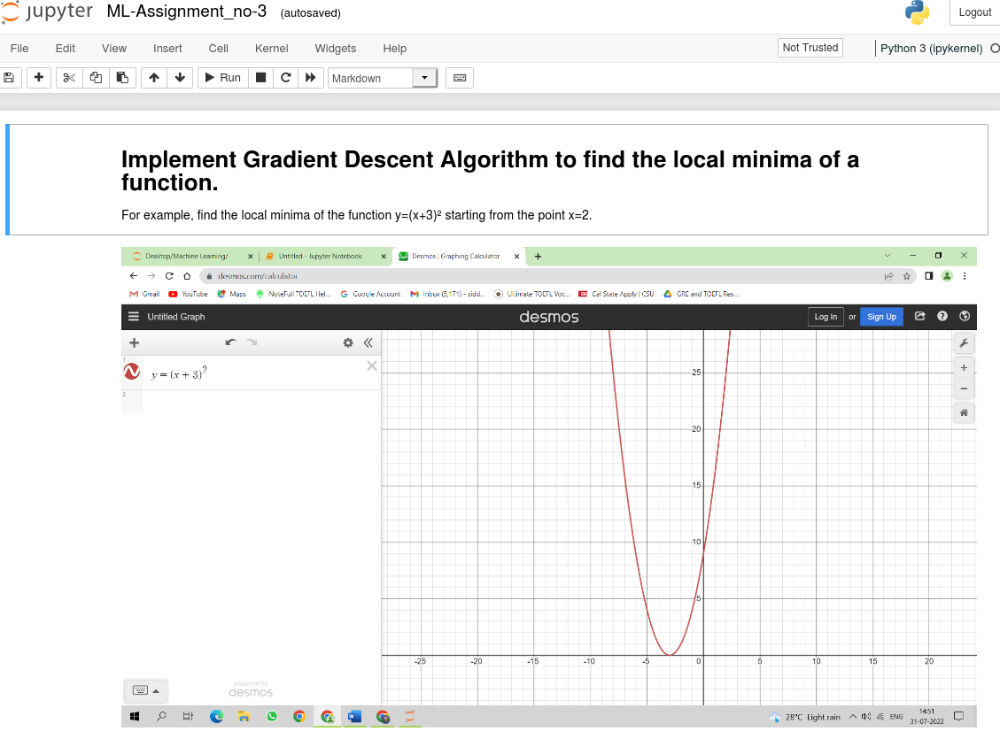 jupyter ML-Assignment_no-3 (autosaved) Logout
File Edit View Insert Cell Kernel Widgets Help Not Trusted Python 3 (ipykernel)
Run Markdown
Implement Gradient Descent Algorithm to find the local minima of a
function.
For example, find the local minima of the function y=(x+3)² starting from the point x=2.
Desktop/Machine Learning/ Untitled - Jupyter Notebook Desmos | Graphing Calculator
desmos.com/calculator
Gmail YouTube Maps NoteFull TOEFL Hel... Google Account Inbox (5,171) - sidd... Ultimate TOEFL Voc... Cal State Apply | CSU GRE and TOEFL Res...
Untitled Graph desmos Log In or Sign Up
1
y = (x + 3)²
2
25
20
15
10
5
-25 -20 -15 -10 -5 0 5 10 15 20
powered by
desmos
28°C Light rain ENG 14:51
31-07-2022